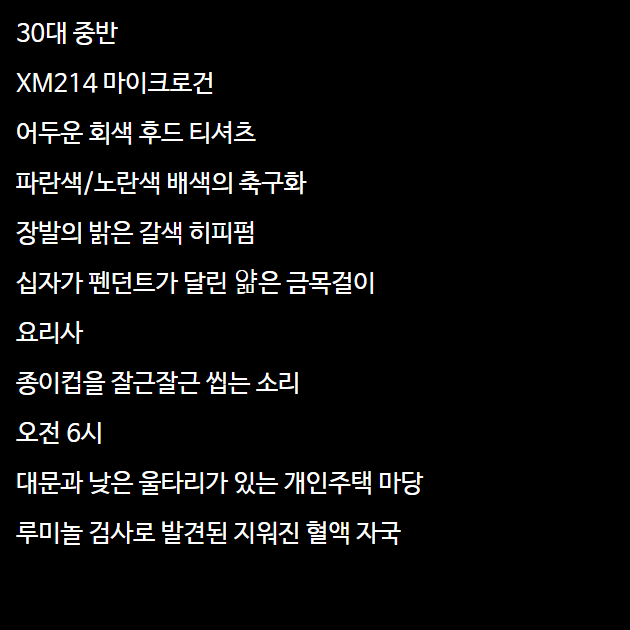 30대 중반
XM214 마이크로건
어두운 회색 후드 티셔츠
파란색/노란색 배색의 축구화
장발의 밝은 갈색 히피펌
십자가 펜던트가 달린 얇은 금목걸이
요리사
종이컵을 잘근잘근 씹는 소리
오전 6시
대문과 낮은 울타리가 있는 개인주택 마당
루미놀 검사로 발견된 지워진 혈액 자국